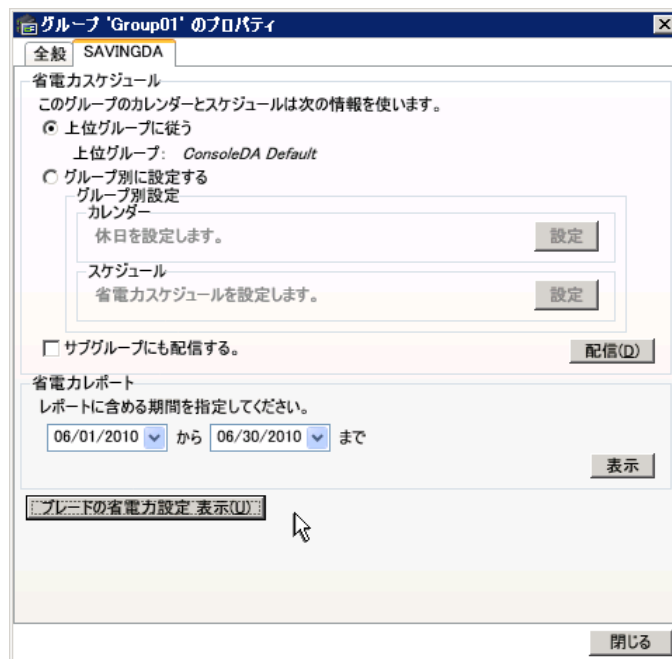 グループ 'Group01' のプロパティ
全般 SAVINGDA
省電力スケジュール
このグループのカレンダーとスケジュールは次の情報を使います。
上位グループに従う
上位グループ: ConsoleDA Default
グループ別に設定する
グループ別設定
カレンダー
休日を設定します。 設定
スケジュール
省電力スケジュールを設定します。 設定
サブグループにも配信する。 配信(D)
省電力レポート
レポートに含める期間を指定してください。
06/01/2010 から 06/30/2010 まで
表示
ブレードの省電力設定 表示(U)
閉じる